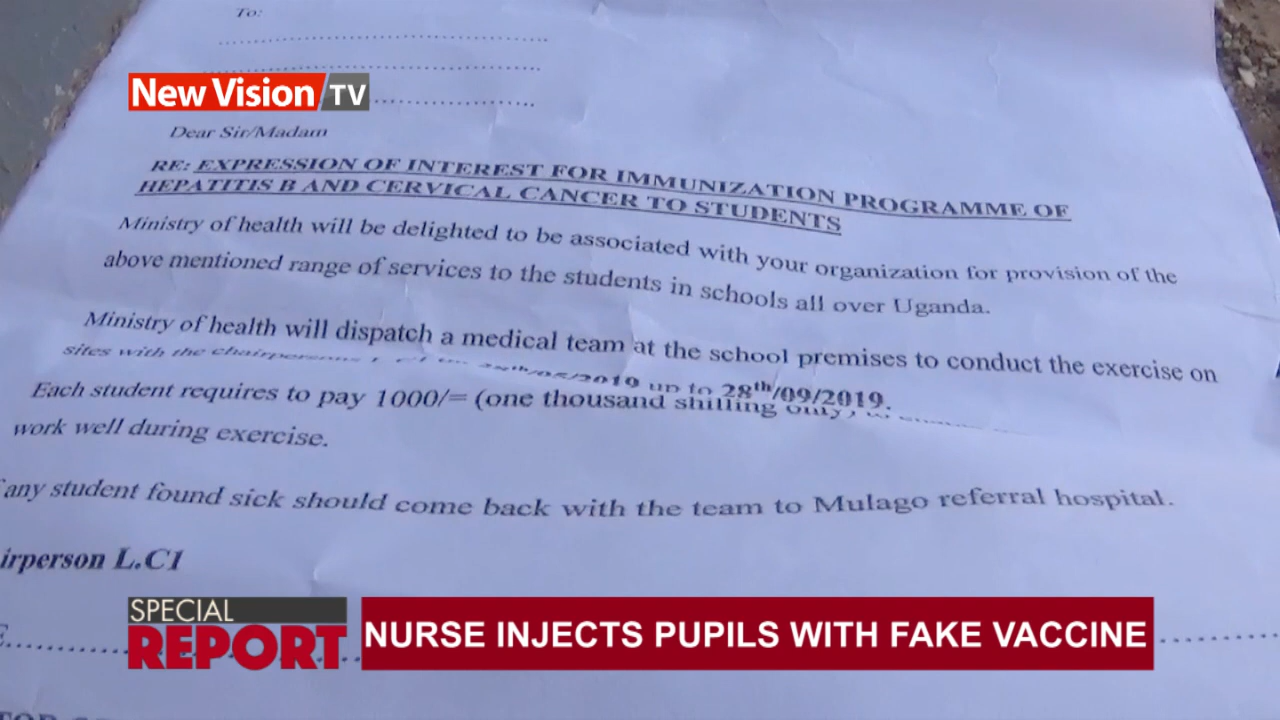 To:
New Vision TV
Dear Sir/Madam
RE: EXPRESSION OF INTEREST FOR IMMUNIZATION PROGRAMME OF
HEPATITIS B AND CERVICAL CANCER TO STUDENTS
Ministry of health will be delighted to be associated with your organization for provision of the
above mentioned range of services to the students in schools all over Uganda.
Ministry of health will dispatch a medical team at the school premises to conduct the exercise on
sites with the up to 28th/09/2019.
Each student requires to pay 1000/= (one thousand shilling only)
work well during exercise.
any student found sick should come back with the team to Mulago referral hospital.
irperson L.C1
SPECIAL
REPORT
NURSE INJECTS PUPILS WITH FAKE VACCINE